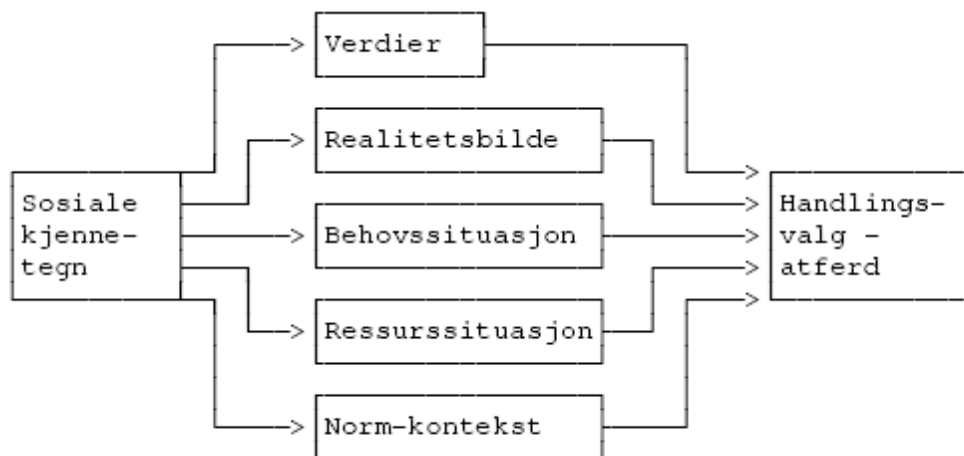 Verdier
Realitetsbilde
Sosiale
kjenne-
tegn
Behovssituasjon
Handlings-
valg -
atferd
Ressurssituasjon
Norm-kontekst